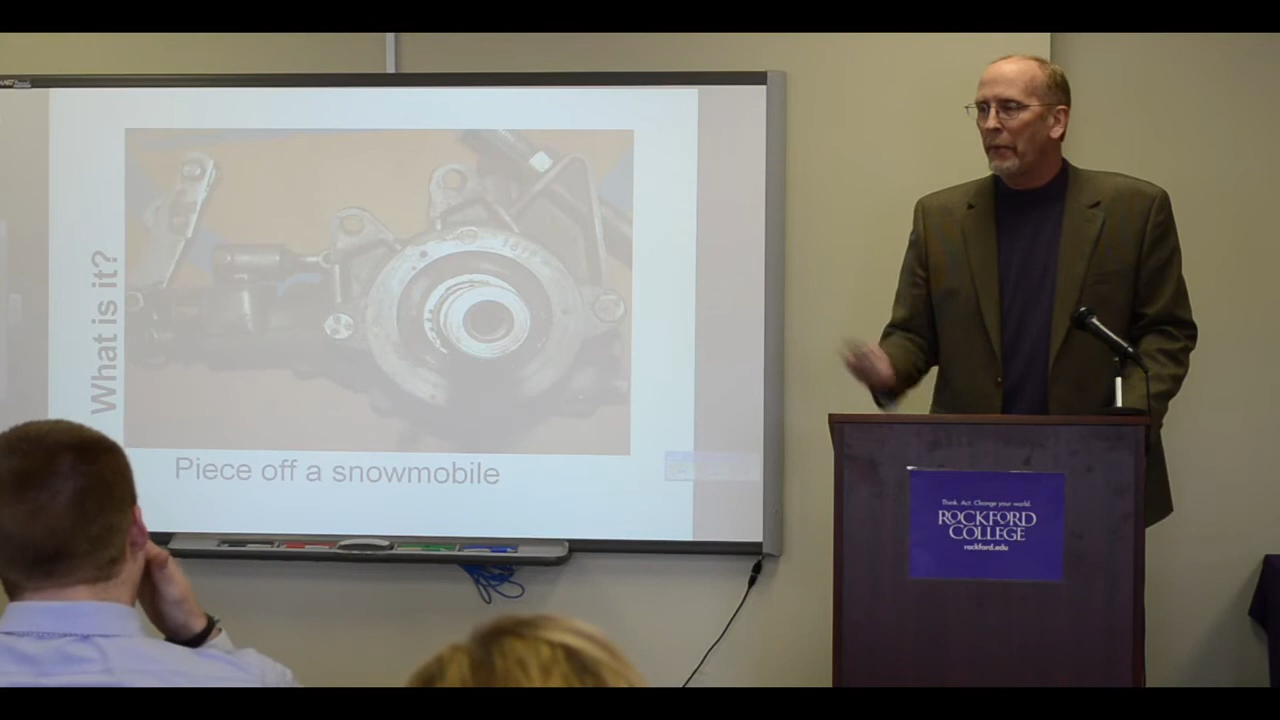 What is it?
Piece off a snowmobile
Think. Act. Change your world.
ROCKFORD
COLLEGE
rockford.edu